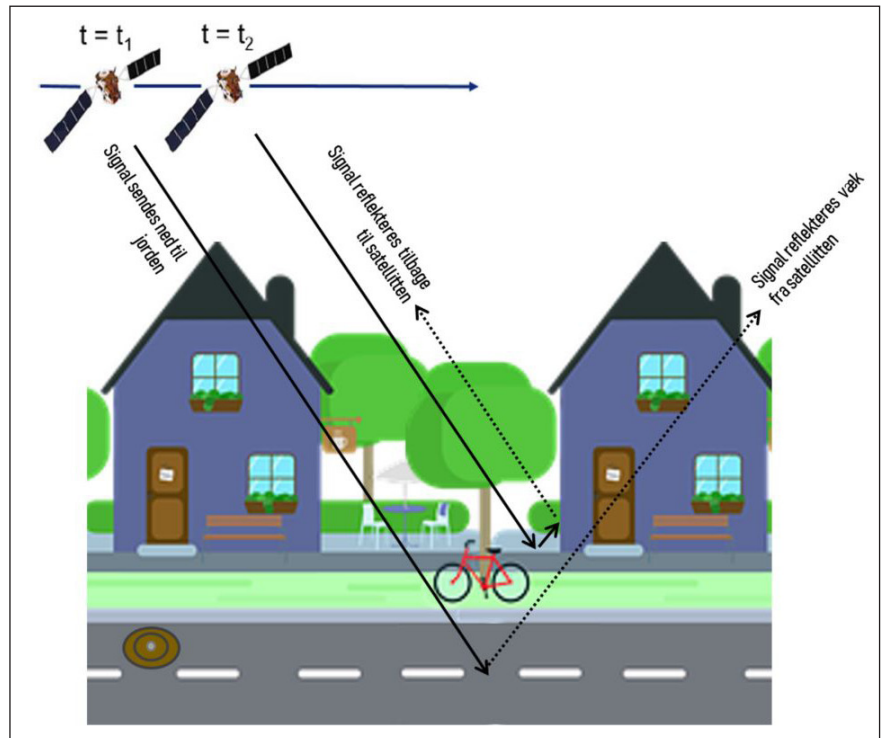 t = t₁
t = t₂
Signal sendes ned til
jorden
Signal reflekteres tilbage
til satellitten
Signal reflekteres væk
fra satellitten